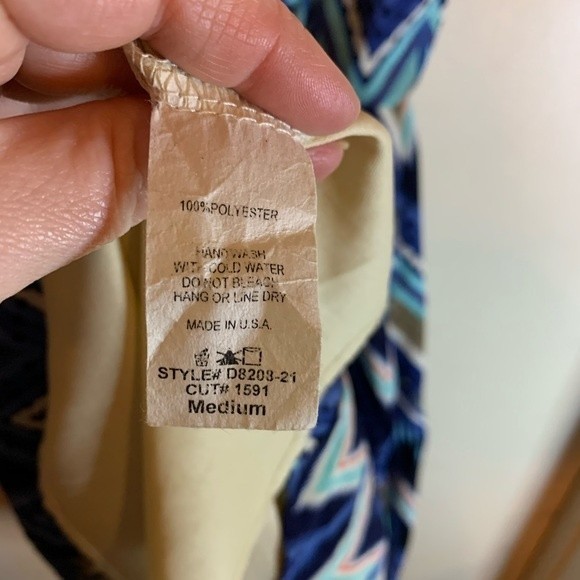 100%POLYESTER
HAND WASH
WITH COLD WATER
DO NOT BLEACH
HANG OR LINE DRY
MADE IN U.S.A.
STYLE# D8203-21
CUT# 1591
Medium